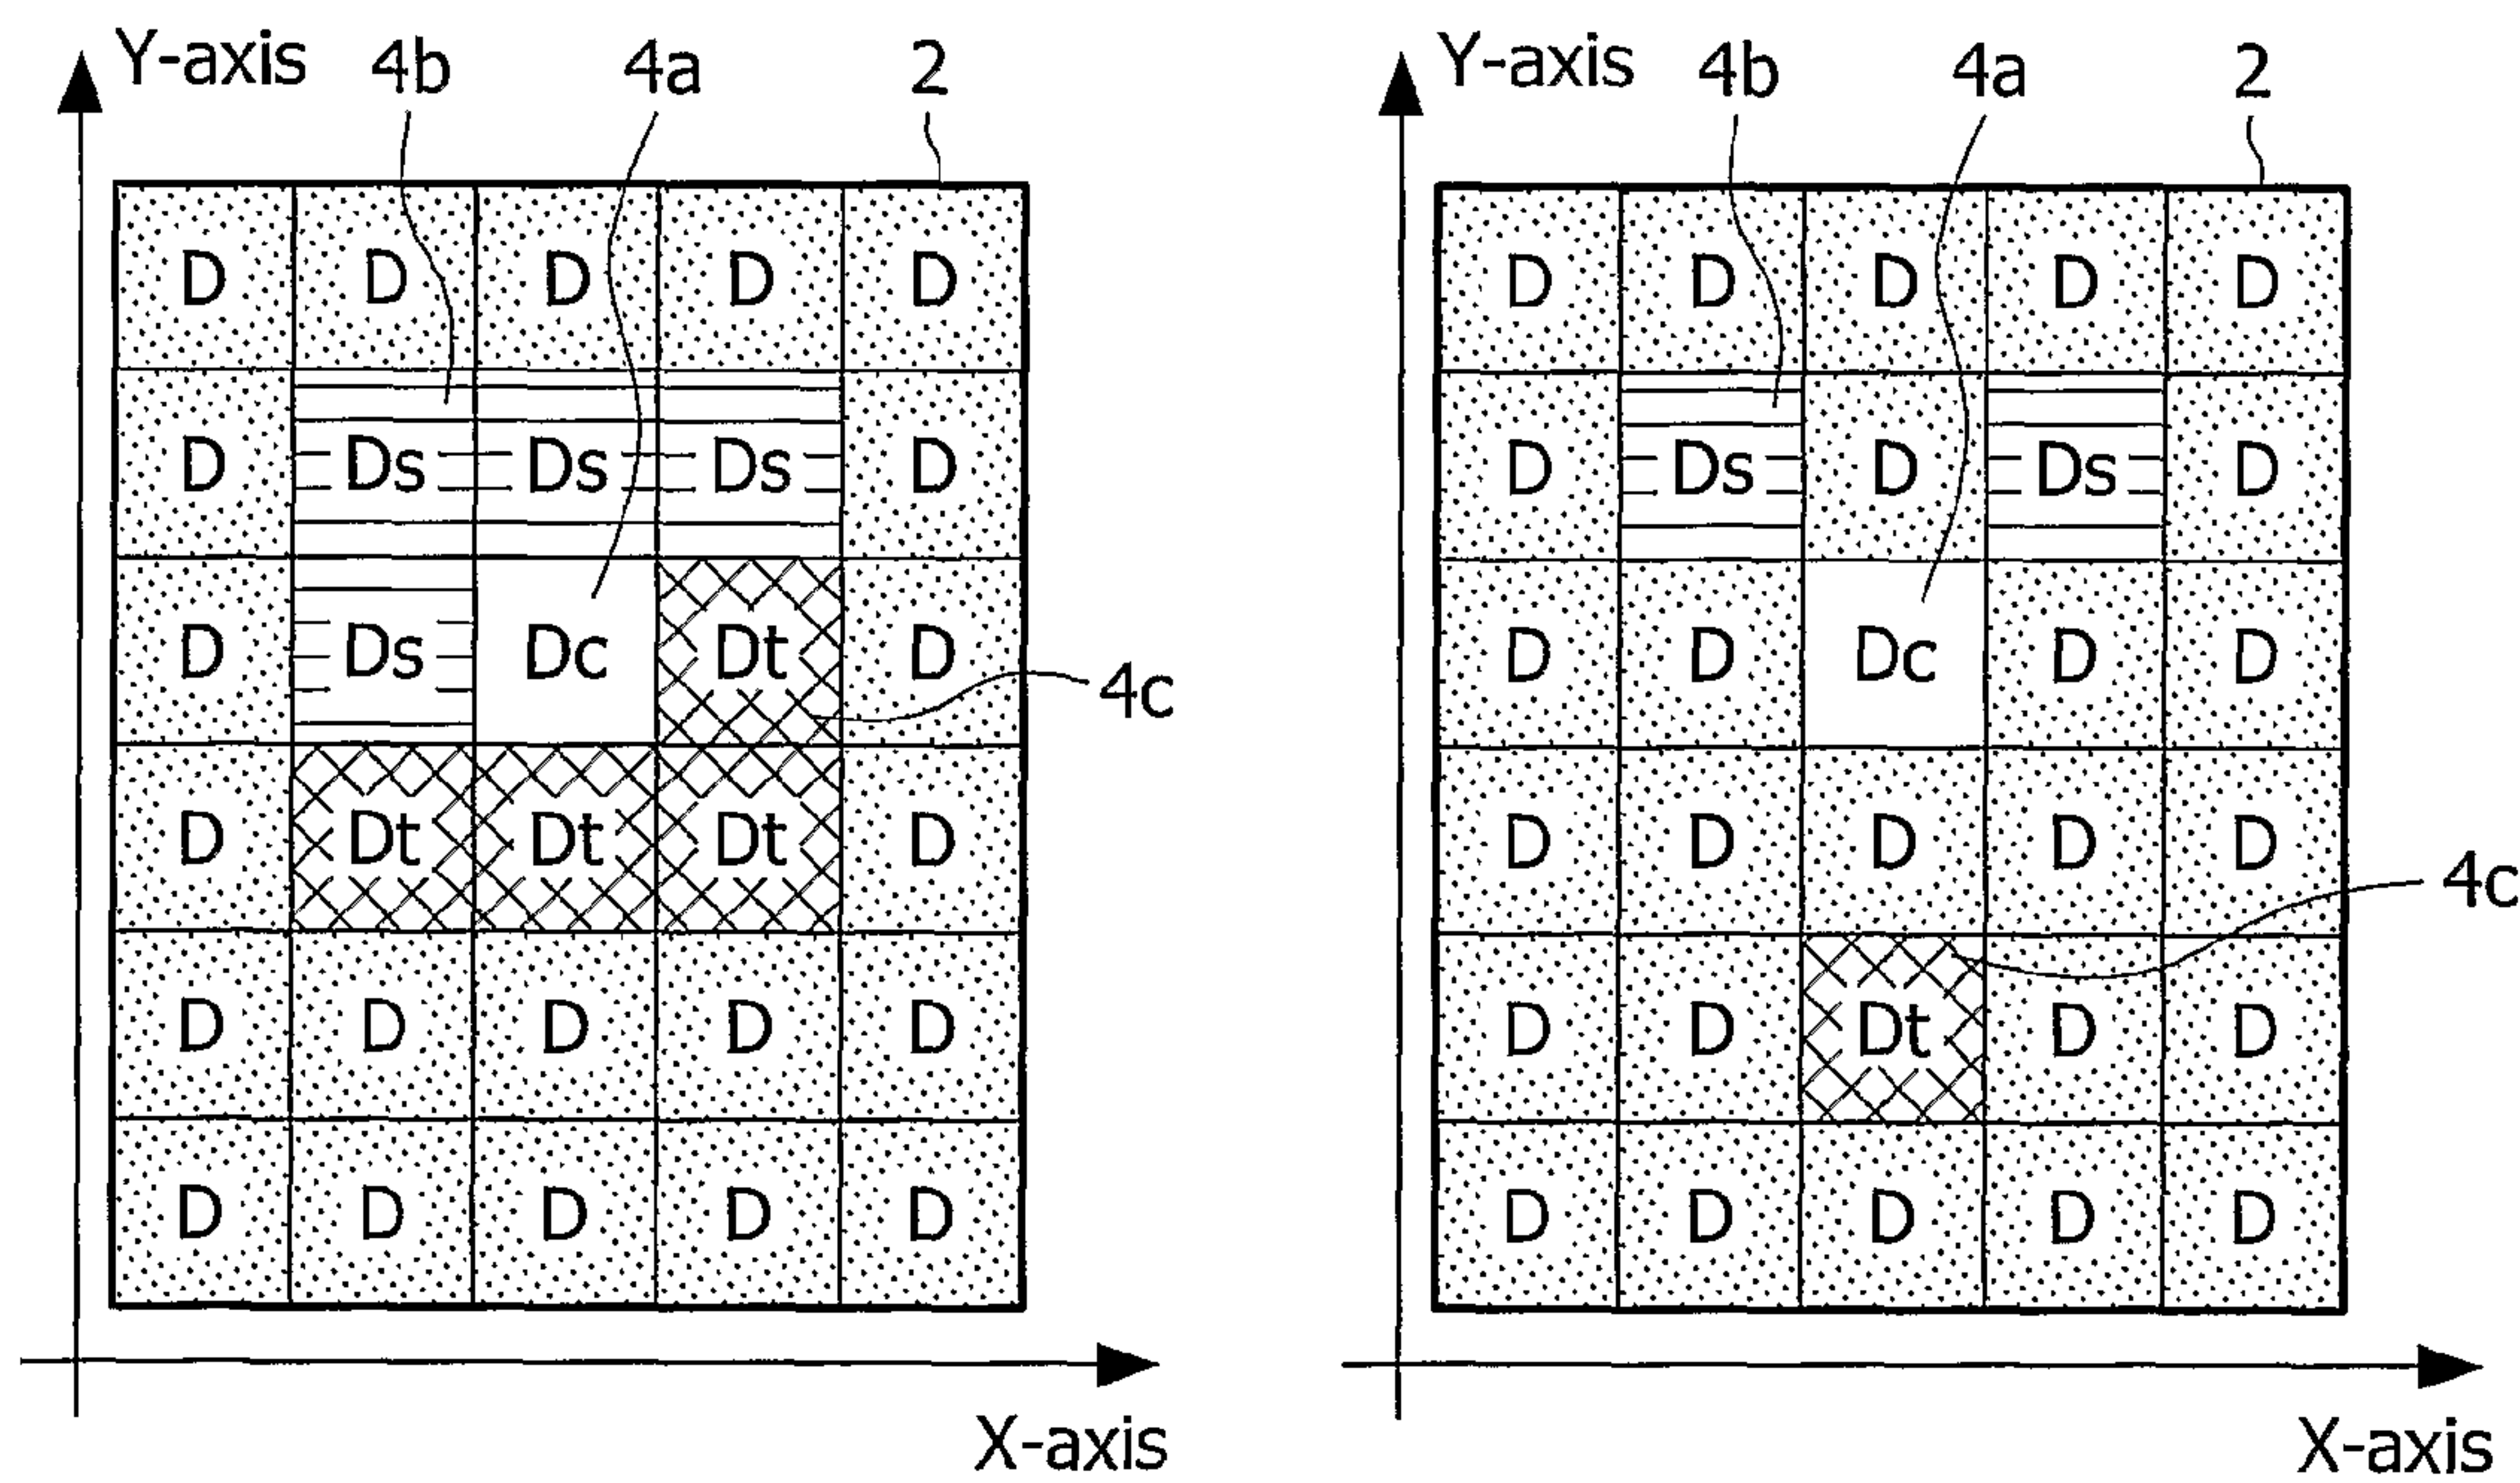 Y-axis 4b 4a 2 Y-axis 4b 4a 2
D D D D D D D D D D
D Ds Ds Ds D D Ds D Ds D
D Ds Dc Dt D D D Dc D D
4c
D Dt Dt Dt D D D D D D
4c
D D D D D D D Dt D D
D D D D D D D D D D
X-axis X-axis